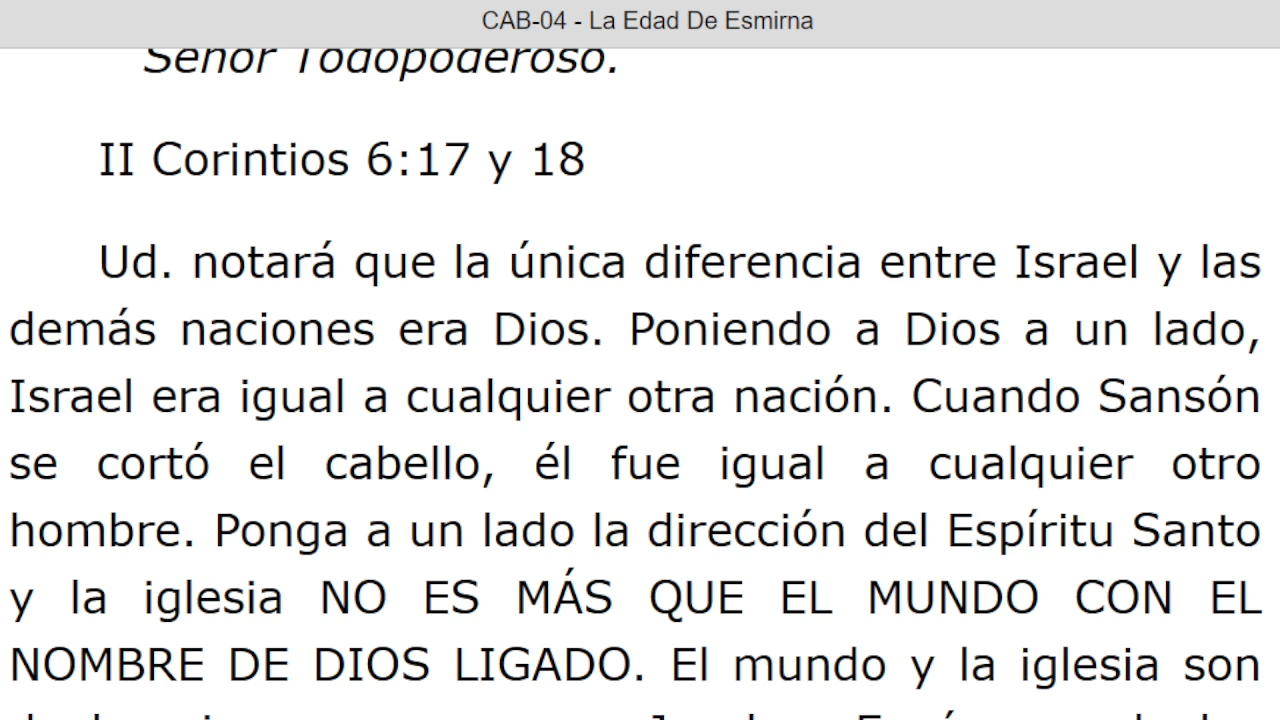 CAB-04 - La Edad De Esmirna
Señor Todopoderoso.
II Corintios 6:17 y 18
Ud. notará que la única diferencia entre Israel y las
demás naciones era Dios. Poniendo a Dios a un lado,
Israel era igual a cualquier otra nación. Cuando Sansón
se cortó el cabello, él fue igual a cualquier otro
hombre. Ponga a un lado la dirección del Espíritu Santo
y la iglesia NO ES MÁS QUE EL MUNDO CON EL
NOMBRE DE DIOS LIGADO. El mundo y la iglesia son